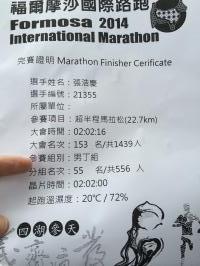 福爾摩沙國際路跑
Formosa 2014
International Marathon
完賽證明 Marathon Finisher Cerificate
選手姓名：張浩慶
選手編號：21355
所屬單位：
參賽項目：超半程馬拉松(22.7km)
大會時間：02:02:16
大會名次：153 名/共1439人
參賽組別：男丁組
分組名次：55 名/共556 人
晶片時間：02:02:00
起跑溫濕度：20℃ / 72%